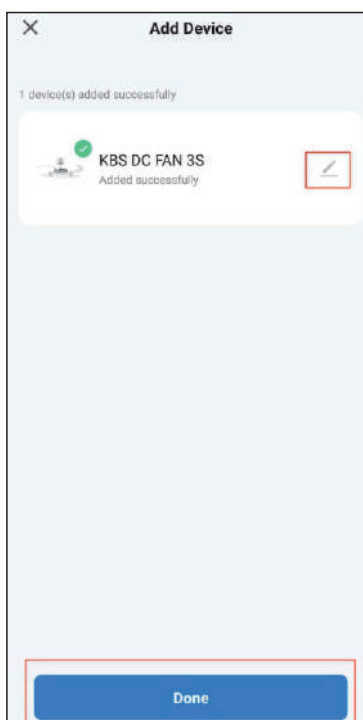 Add Device
1 device(s) added successfully
KBS DC FAN 3S
Added successfully
Done